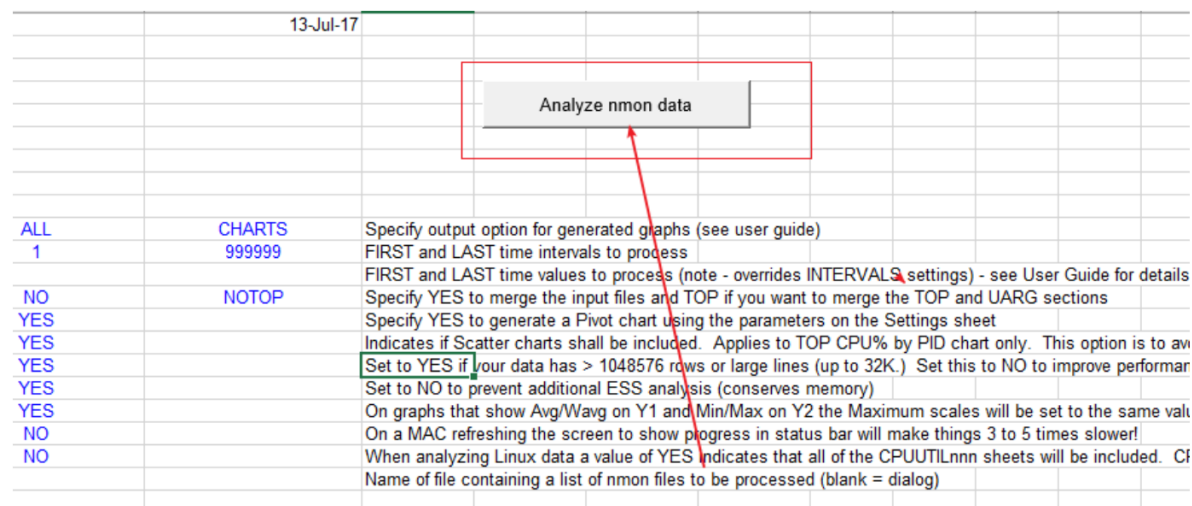 13-Jul-17
Analyze nmon data
ALL CHARTS Specify output option for generated graphs (see user guide)
1 999999 FIRST and LAST time intervals to process
FIRST and LAST time values to process (note - overrides INTERVALS settings) - see User Guide for details
NO NOTOP Specify YES to merge the input files and TOP if you want to merge the TOP and UARG sections
YES Specify YES to generate a Pivot chart using the parameters on the Settings sheet
YES Indicates if Scatter charts shall be included. Applies to TOP CPU% by PID chart only. This option is to
YES Set to YES if your data has > 1048576 rows or large lines (up to 32K.) Set this to NO to improve
YES Set to NO to prevent additional ESS analysis (conserves memory)
YES On graphs that show Avg/Wavg on Y1 and Min/Max on Y2 the Maximum scales will be set to the same
NO On a MAC refreshing the screen to show progress in status bar will make things 3 to 5 times slower!
NO When analyzing Linux data a value of YES indicates that all of the CPUUTILnnn sheets will be included.
Name of file containing a list of nmon files to be processed (blank = dialog)